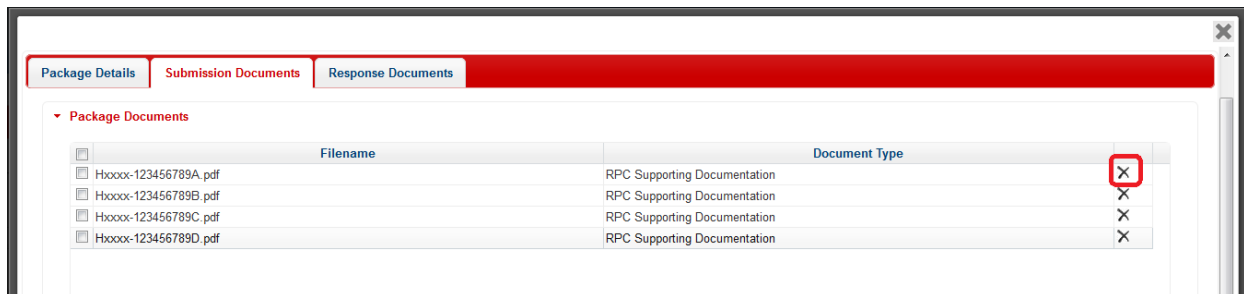 Package Details Submission Documents Response Documents
Package Documents
Filename Document Type
Hxxxx-123456789A.pdf RPC Supporting Documentation
Hxxxx-123456789B.pdf RPC Supporting Documentation
Hxxxx-123456789C.pdf RPC Supporting Documentation
Hxxxx-123456789D.pdf RPC Supporting Documentation